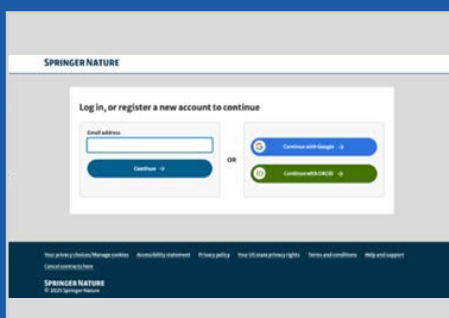 SPRINGER NATURE
Log in, or register a new account to continue
Email address
Continue →
OR
Continue with Google →
Continue with ORCID →
Your privacy choices/Manage cookies Accessibility statement Privacy policy Your US state privacy rights Terms and conditions Help and support
Cancel contracts here
SPRINGER NATURE
© 2025 Springer Nature